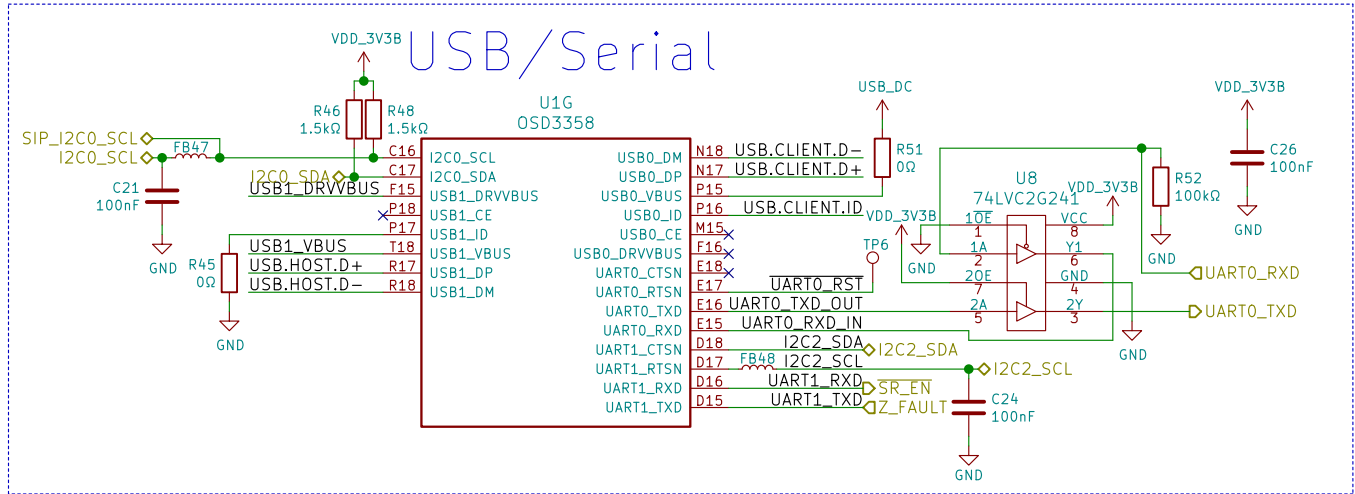 USB/Serial
VDD_3V3B
R46
1.5kΩ
R48
1.5kΩ
SIP_I2C0_SCL
I2C0_SCL
FB47
I2C0_SDA
C21
100nF
GND
USB1_DRVVBUS
USB1_VBUS
USB.HOST.D+
USB.HOST.D-
R45
0Ω
GND
U1G
OSD3358
C16 I2C0_SCL
C17 I2C0_SDA
F15 USB1_DRVVBUS
P18 USB1_CE
P17 USB1_ID
T18 USB1_VBUS
R17 USB1_DP
R18 USB1_DM
USB0_DM N18 USB.CLIENT.D-
USB0_DP N17 USB.CLIENT.D+
USB0_VBUS P15
USB0_ID P16 USB.CLIENT.ID
USB0_CE M15
USB0_DRVVBUS F16
UART0_CTSN E18
UART0_RTSN E17 UART0_RST
UART0_TXD E16 UART0_TXD_OUT
UART0_RXD E15 UART0_RXD_IN
UART1_CTSN D18 I2C2_SDA I2C2_SDA
UART1_RTSN D17 FB48 I2C2_SCL I2C2_SCL
UART1_RXD D16 UART1_RXD SR_EN
UART1_TXD D15 UART1_TXD Z_FAULT
USB_DC
R51
0Ω
VDD_3V3B
TP6
GND
U8
74LVC2G241
VDD_3V3B
1OE
1
1A
2
2OE
7
2A
5
VCC
8
Y1
6
GND
4
2Y
3
R52
100kΩ
GND
GND
UART0_RXD
UART0_TXD
C24
100nF
GND
VDD_3V3B
C26
100nF
GND